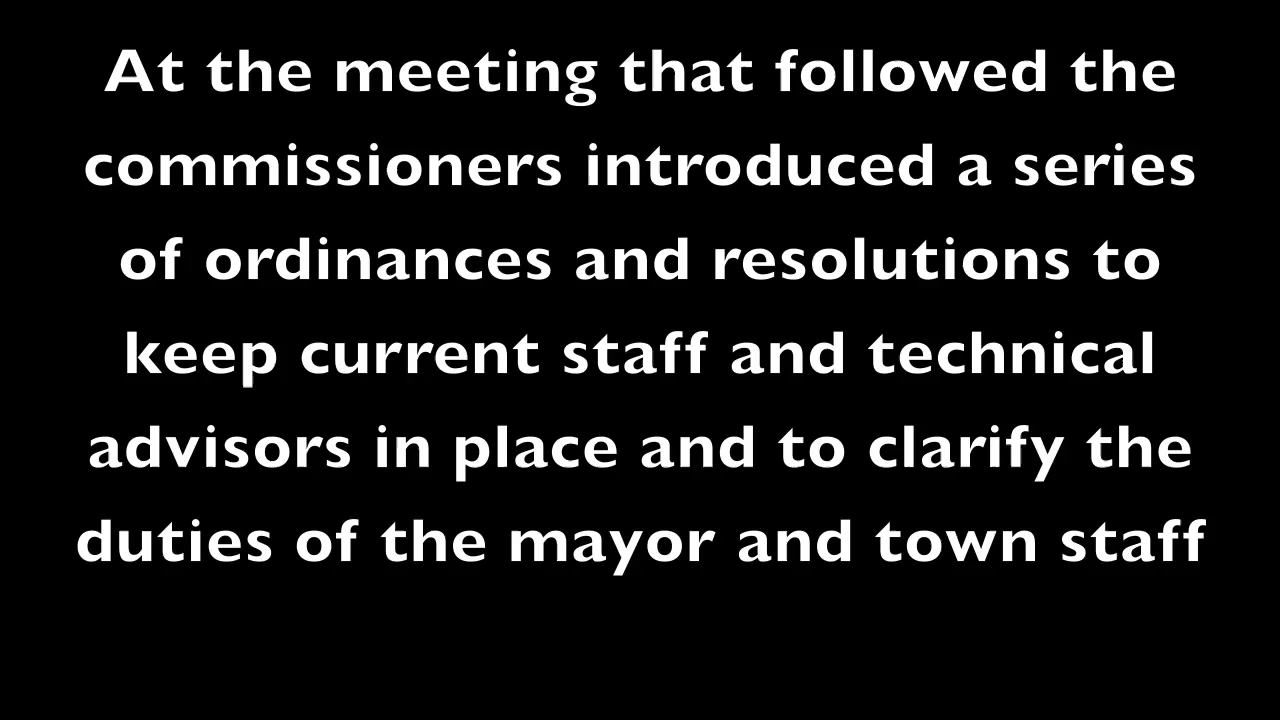 At the meeting that followed the
commissioners introduced a series
of ordinances and resolutions to
keep current staff and technical
advisors in place and to clarify the
duties of the mayor and town staff